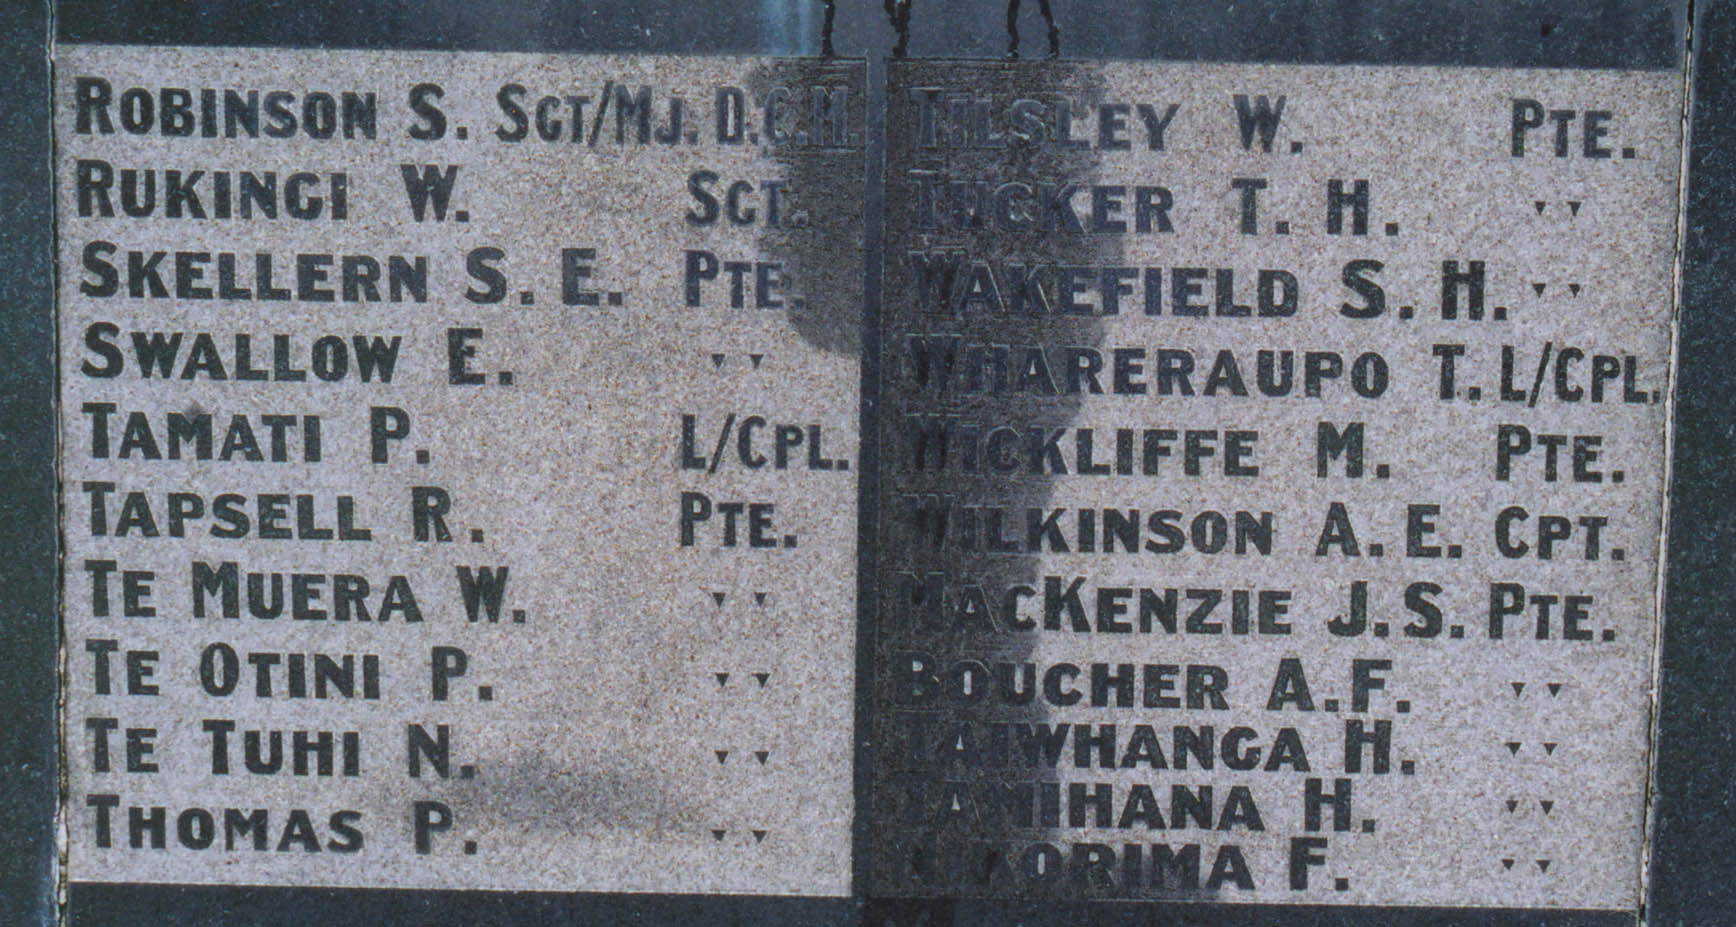 ROBINSON S. SGT/MJ. D.C.M.
RUKINGI W. SGT.
SKELLERN S. E. PTE.
SWALLOW E. " "
TAMATI P. L/CPL.
TAPSELL R. PTE.
TE MUERA W. " "
TE OTINI P. " "
TE TUHI N. " "
THOMAS P. " "
TILSLEY W. PTE.
TUCKER T. H. " "
WAKEFIELD S. H. " "
WHARERAUPO T. L/CPL.
WICKLIFFE M. PTE.
WILKINSON A. E. CPT.
MACKENZIE J. S. PTE.
BOUCHER A. F. " "
TAIWHANGA H. " "
TAMIHANA H. " "
F. " "